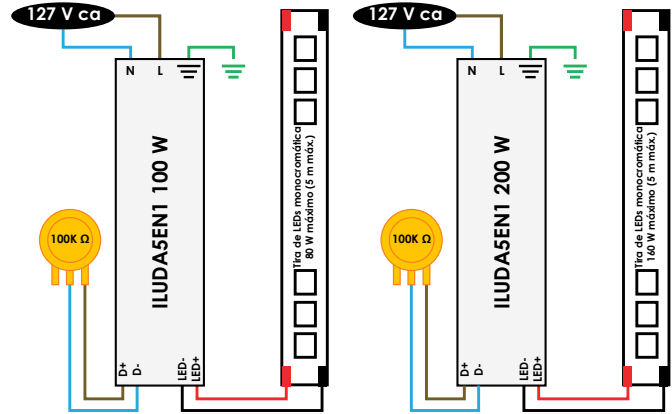 127 V ca
N L
ILUDA5EN1 100 W
100K Ω
D+
D-
LED-
LED+
Tira de LEDs monocromática
80 W máximo (5 m máx.)
127 V ca
N L
ILUDA5EN1 200 W
100K Ω
D+
D-
LED-
LED+
Tira de LEDs monocromática
160 W máximo (5 m máx.)